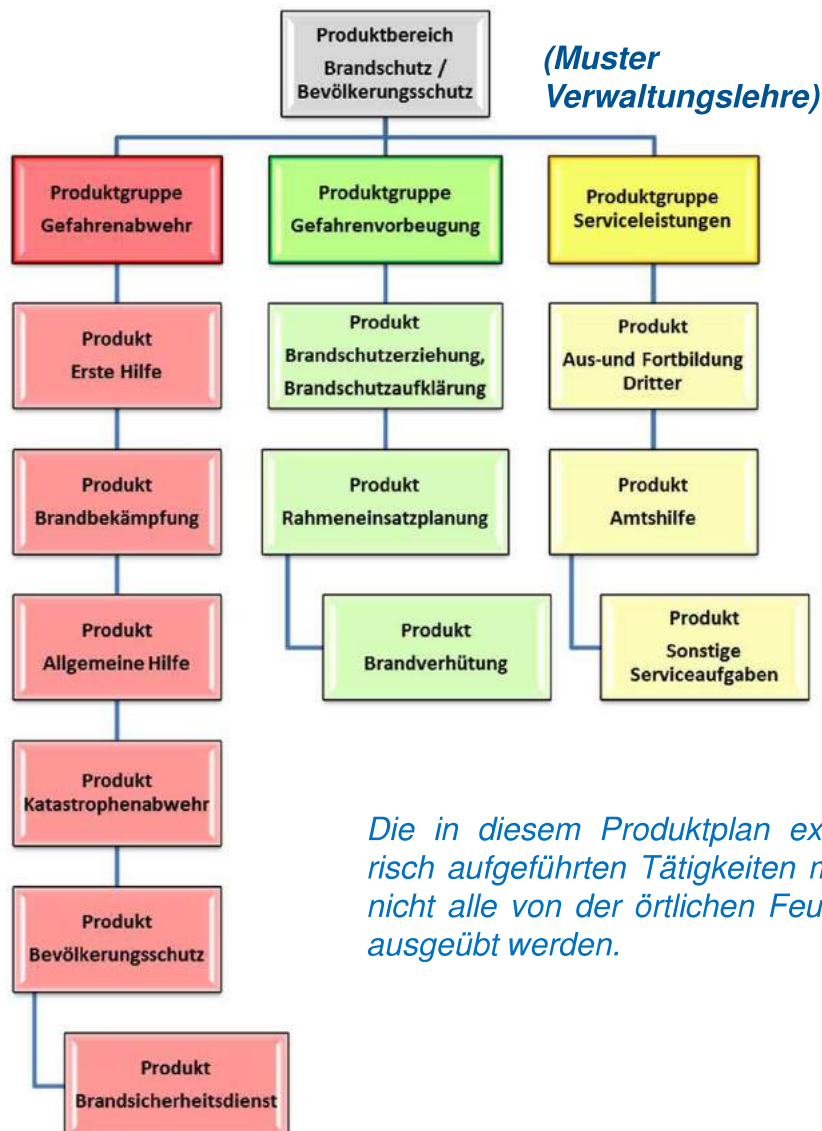 Produktbereich
Brandschutz /
Bevölkerungsschutz
(Muster
Verwaltungslehre)
Produktgruppe
Gefahrenabwehr
Produktgruppe
Gefahrenvorbeugung
Produktgruppe
Serviceleistungen
Produkt
Erste Hilfe
Produkt
Brandschutzerziehung,
Brandschutzaufklärung
Produkt
Aus-und Fortbildung
Dritter
Produkt
Brandbekämpfung
Produkt
Rahmeneinsatzplanung
Produkt
Amtshilfe
Produkt
Allgemeine Hilfe
Produkt
Brandverhütung
Produkt
Sonstige
Serviceaufgaben
Produkt
Katastrophenabwehr
Die in diesem Produktplan ex
risch aufgeführten Tätigkeiten
nicht alle von der örtlichen Feu
ausgeübt werden.
Produkt
Bevölkerungsschutz
Produkt
Brandsicherheitsdienst